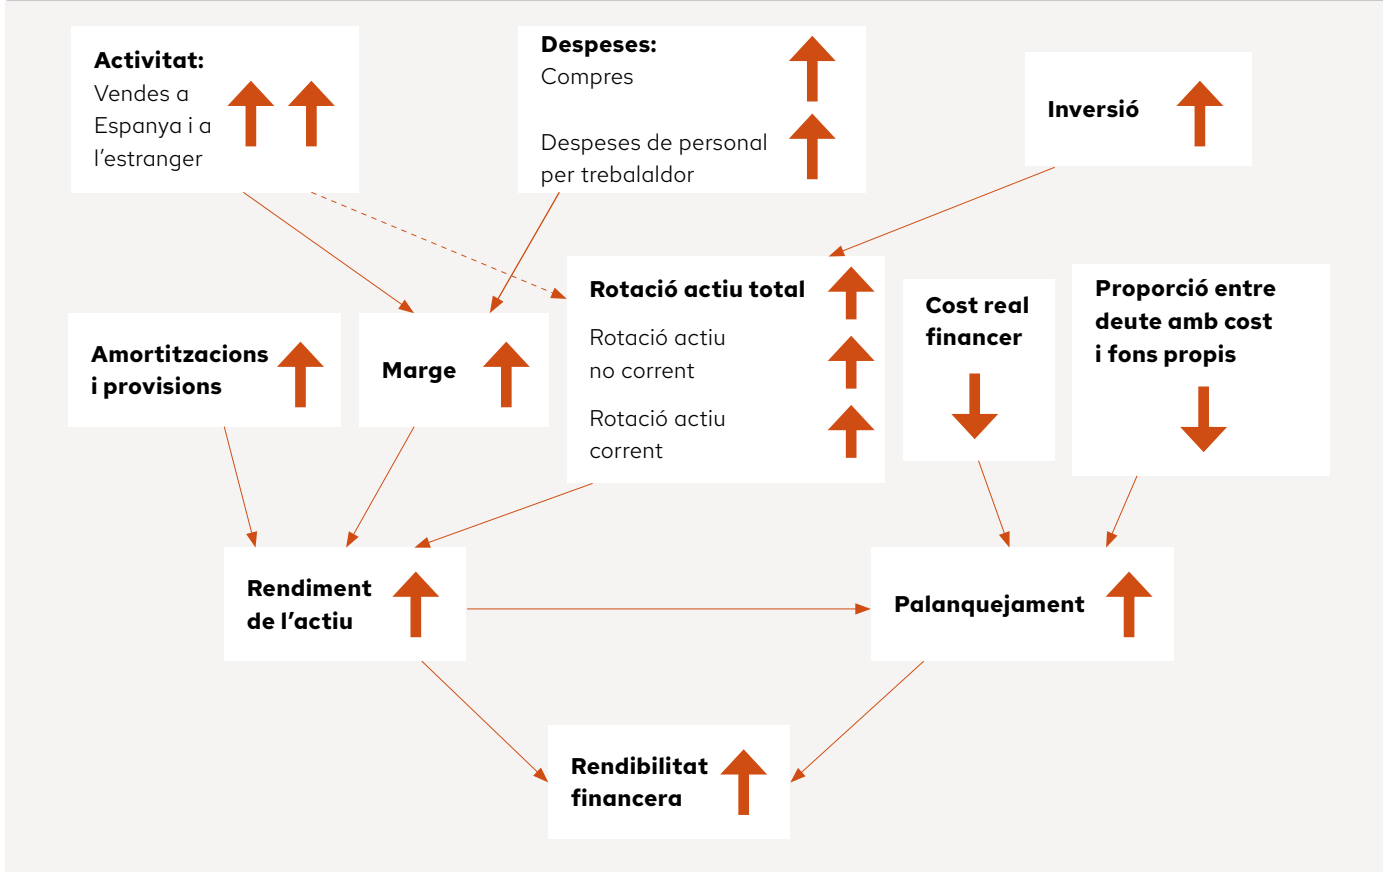 Activitat:
Vendes a
Espanya i a
l’estranger
Despeses:
Compres
Despeses de personal
per trebalaldor
Inversió
Amortitzacions
i provisions
Marge
Rotació actiu total
Rotació actiu
no corrent
Rotació actiu
corrent
Cost real
financer
Proporció entre
deute amb cost
i fons propis
Rendiment
de l’actiu
Palanquejament
Rendibilitat
financera